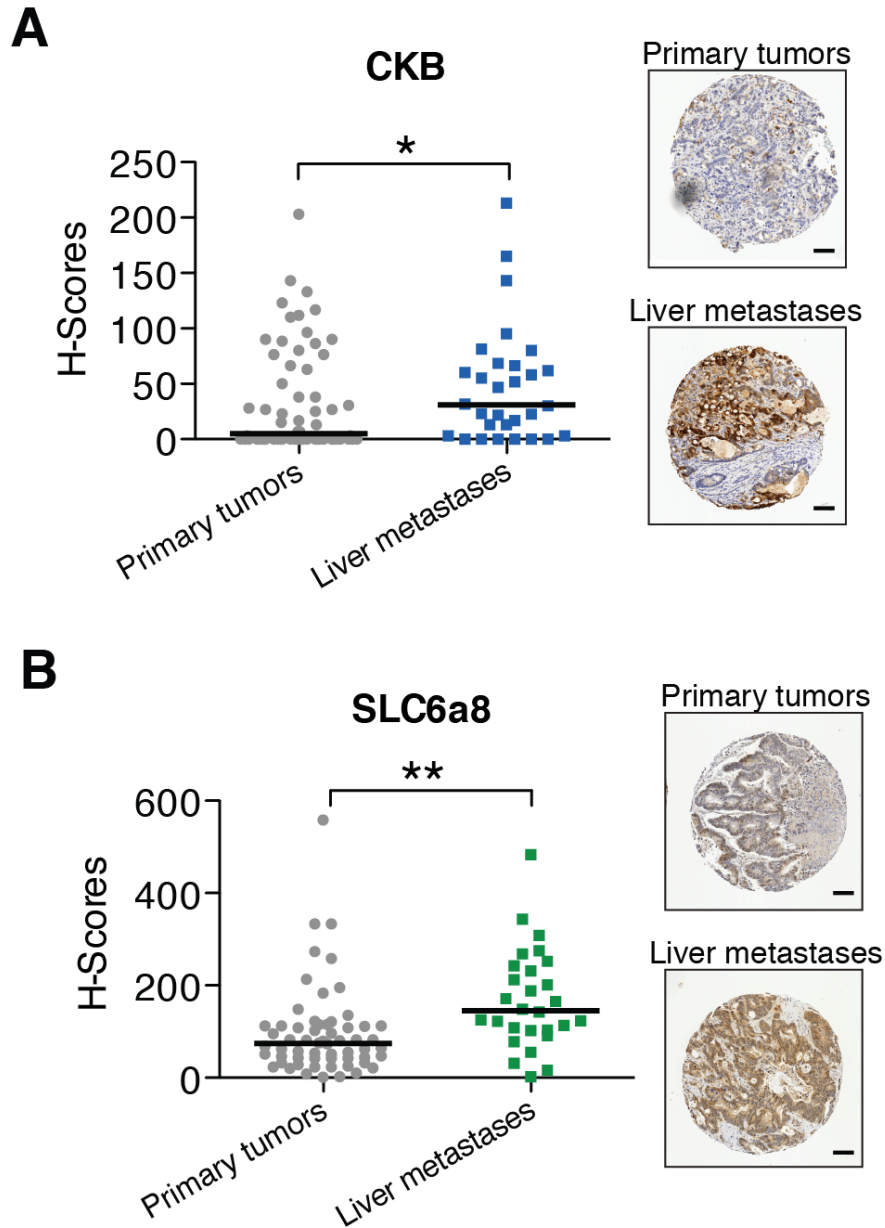 A
CKB
*
250
200
150
100
50
0
H-Scores
Primary tumors
Liver metastases
Primary tumors
Liver metastases
B
SLC6a8
**
600
400
200
0
H-Scores
Primary tumors
Liver metastases
Primary tumors
Liver metastases